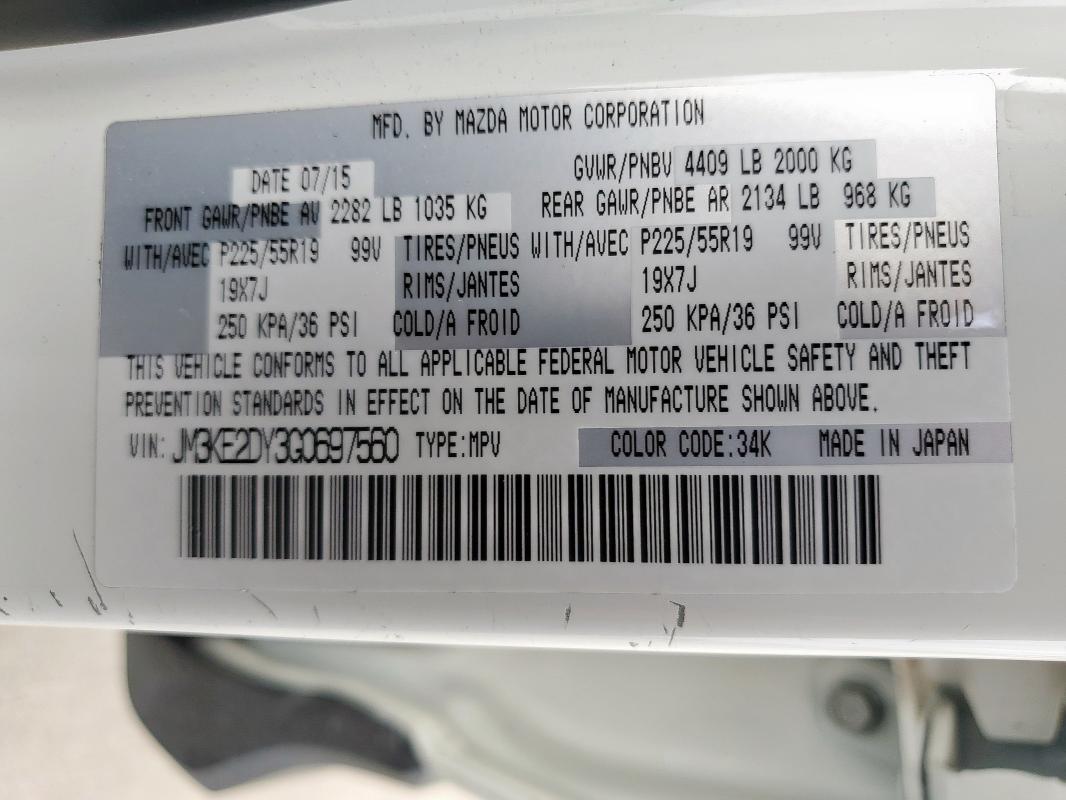 MFD. BY MAZDA MOTOR CORPORATION
DATE 07/15 GVWR/PNBV 4409 LB 2000 KG
FRONT GAWR/PNBE AV 2282 LB 1035 KG REAR GAWR/PNBE AR 2134 LB 968 KG
WITH/AVEC P225/55R19 99V TIRES/PNEUS WITH/AVEC P225/55R19 99V TIRES/PNEUS
19X7J RIMS/JANTES 19X7J RIMS/JANTES
250 KPA/36 PSI COLD/A FROID 250 KPA/36 PSI COLD/A FROID
THIS VEHICLE CONFORMS TO ALL APPLICABLE FEDERAL MOTOR VEHICLE SAFETY AND THEFT
PREVENTION STANDARDS IN EFFECT ON THE DATE OF MANUFACTURE SHOWN ABOVE.
VIN: JM3KE2DY3G0697560 TYPE:MPV COLOR CODE:34K MADE IN JAPAN